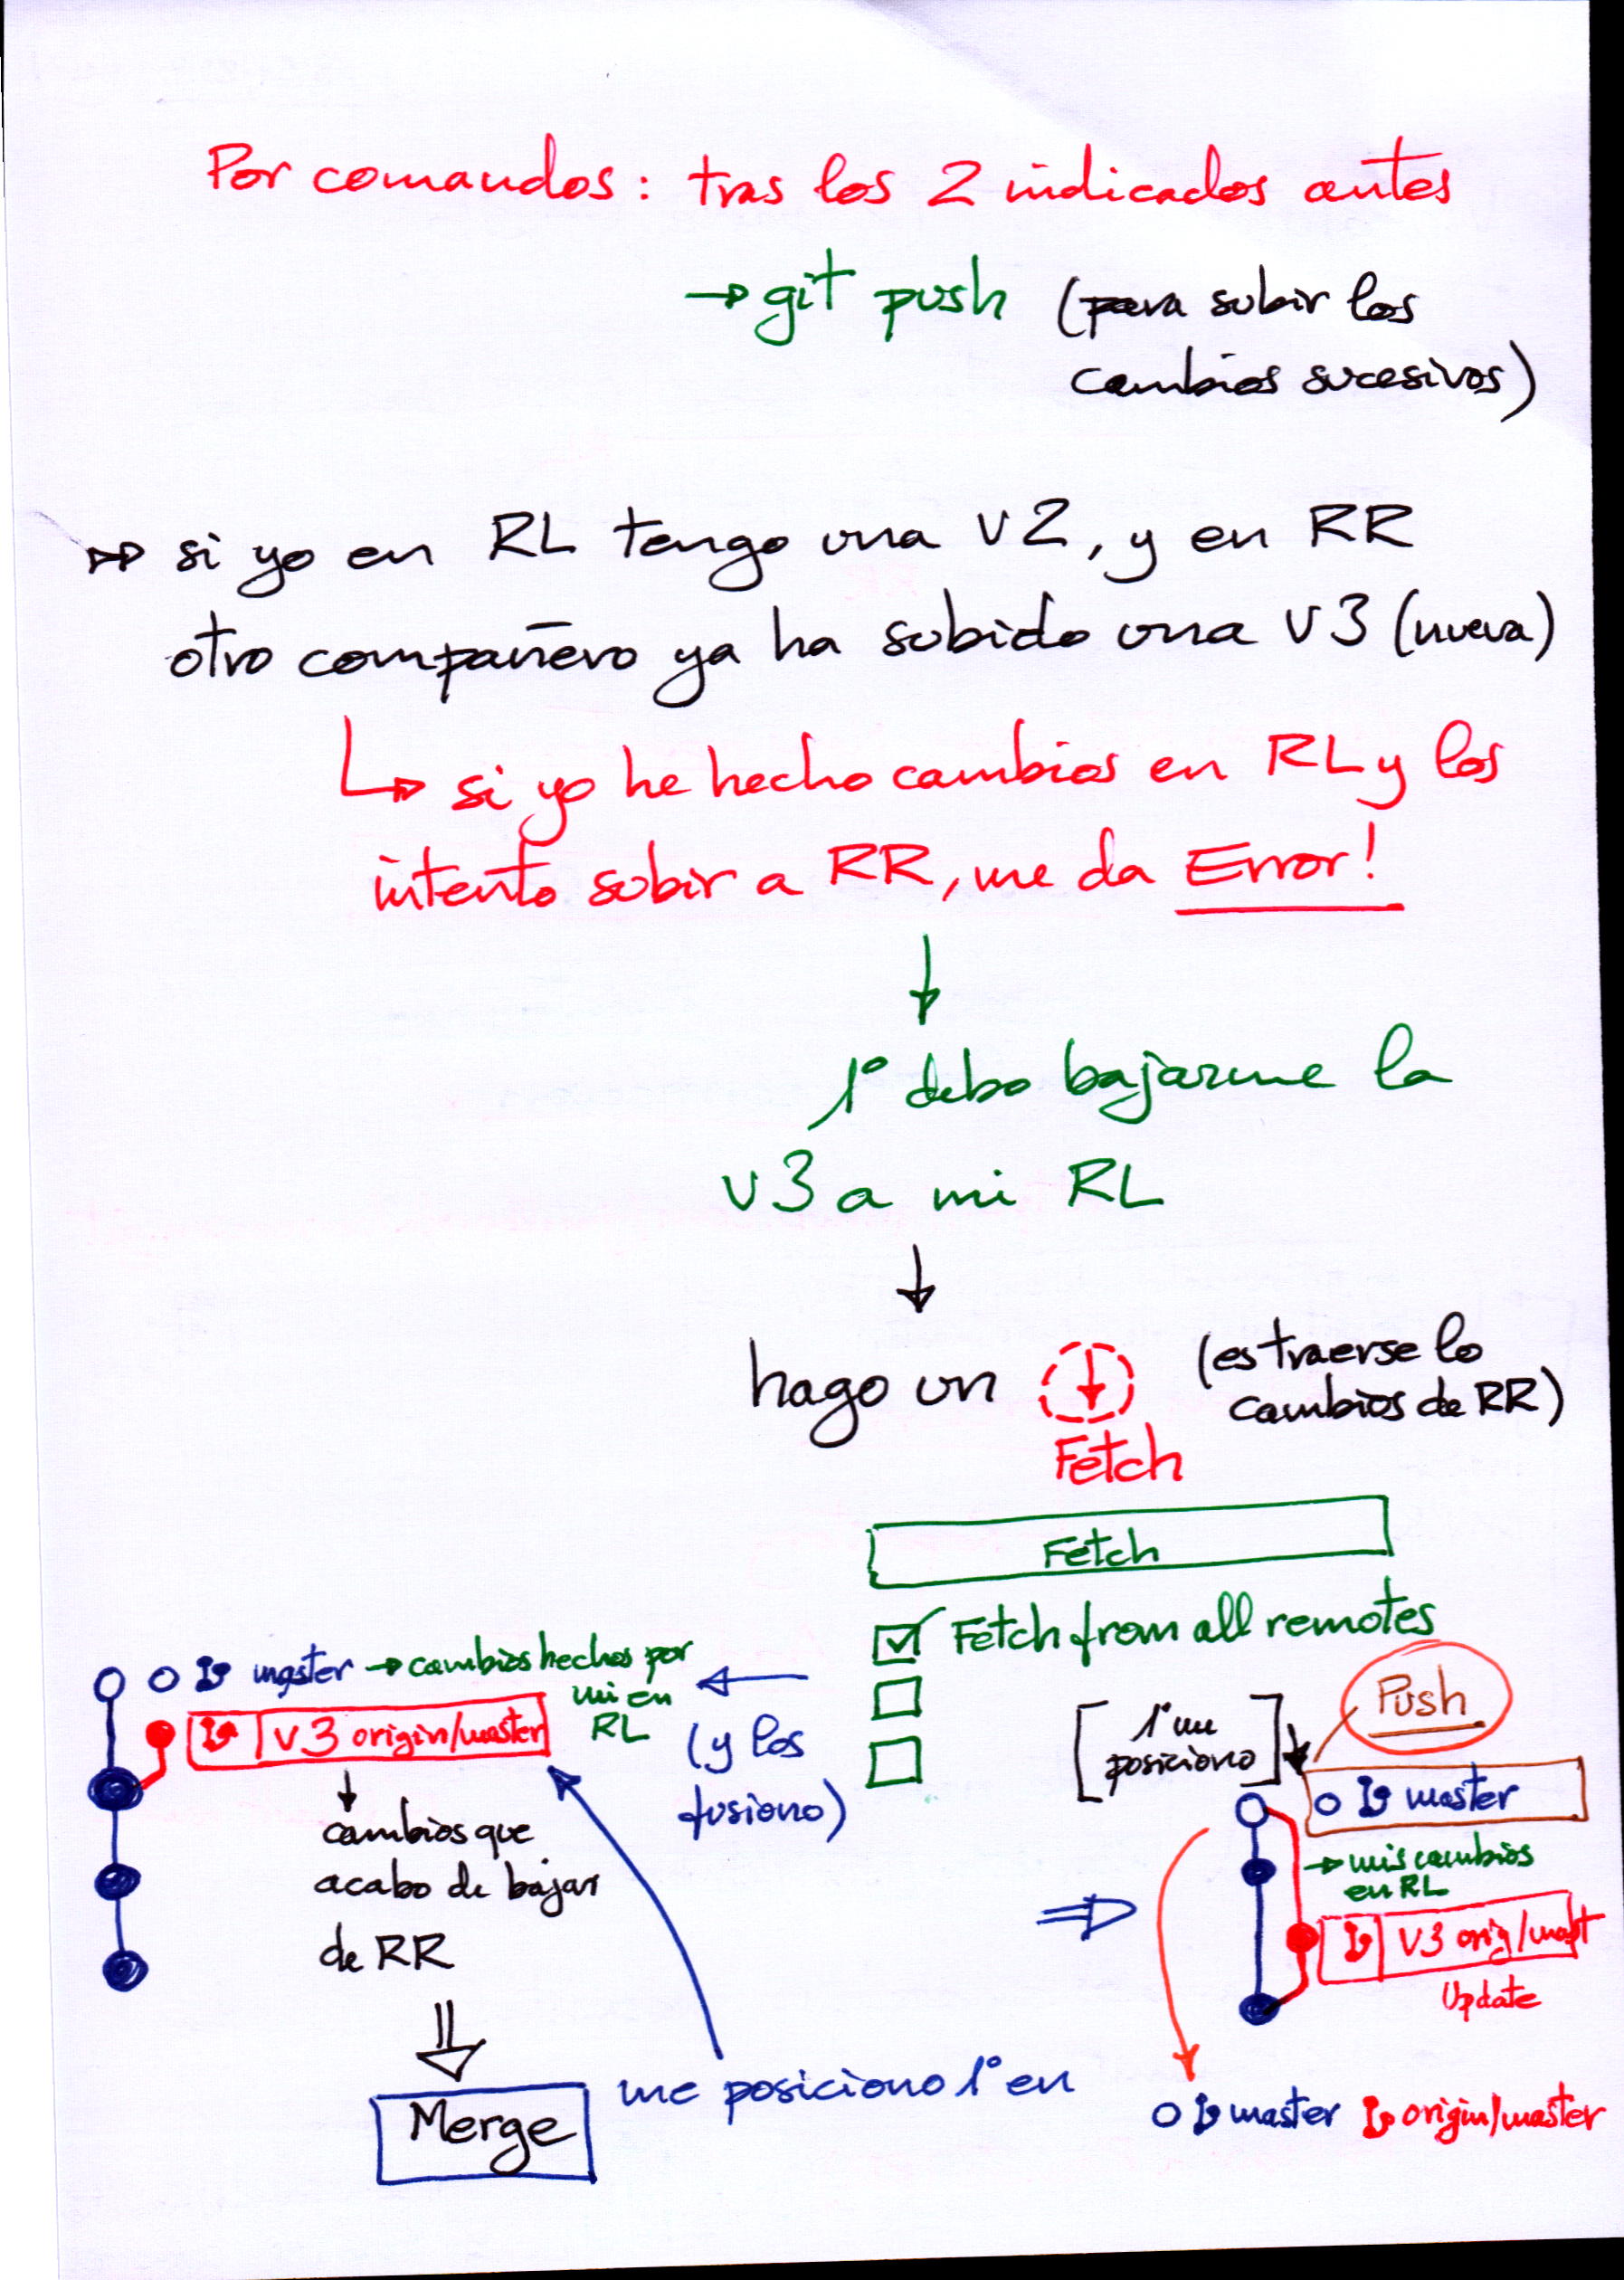 Por comandos: tras los 2 indicados antes
→ git push (para subir los
cambios sucesivos)
si yo en RL tengo una V2, y en RR
otro compañero ya ha subido una V3 (nueva)
↳ si yo he hecho cambios en RL y los
intento subir a RR, me da Error!
↓
1º debo bajarme la
V3 a mi RL
↓
hago un (es traerse lo
cambios de RR)
Fetch
Fetch
Fetch from all remotes
master → cambios hechos por
mi en
RL
V3 origin/master
(y los
fusiono)
↓
cambios que
acabo de bajar
de RR
Merge
me posiciono 1º en
[1º me
posiciono]
Push
master
→ mis cambios
en RL
V3 orig/mast
Update
master origin/master